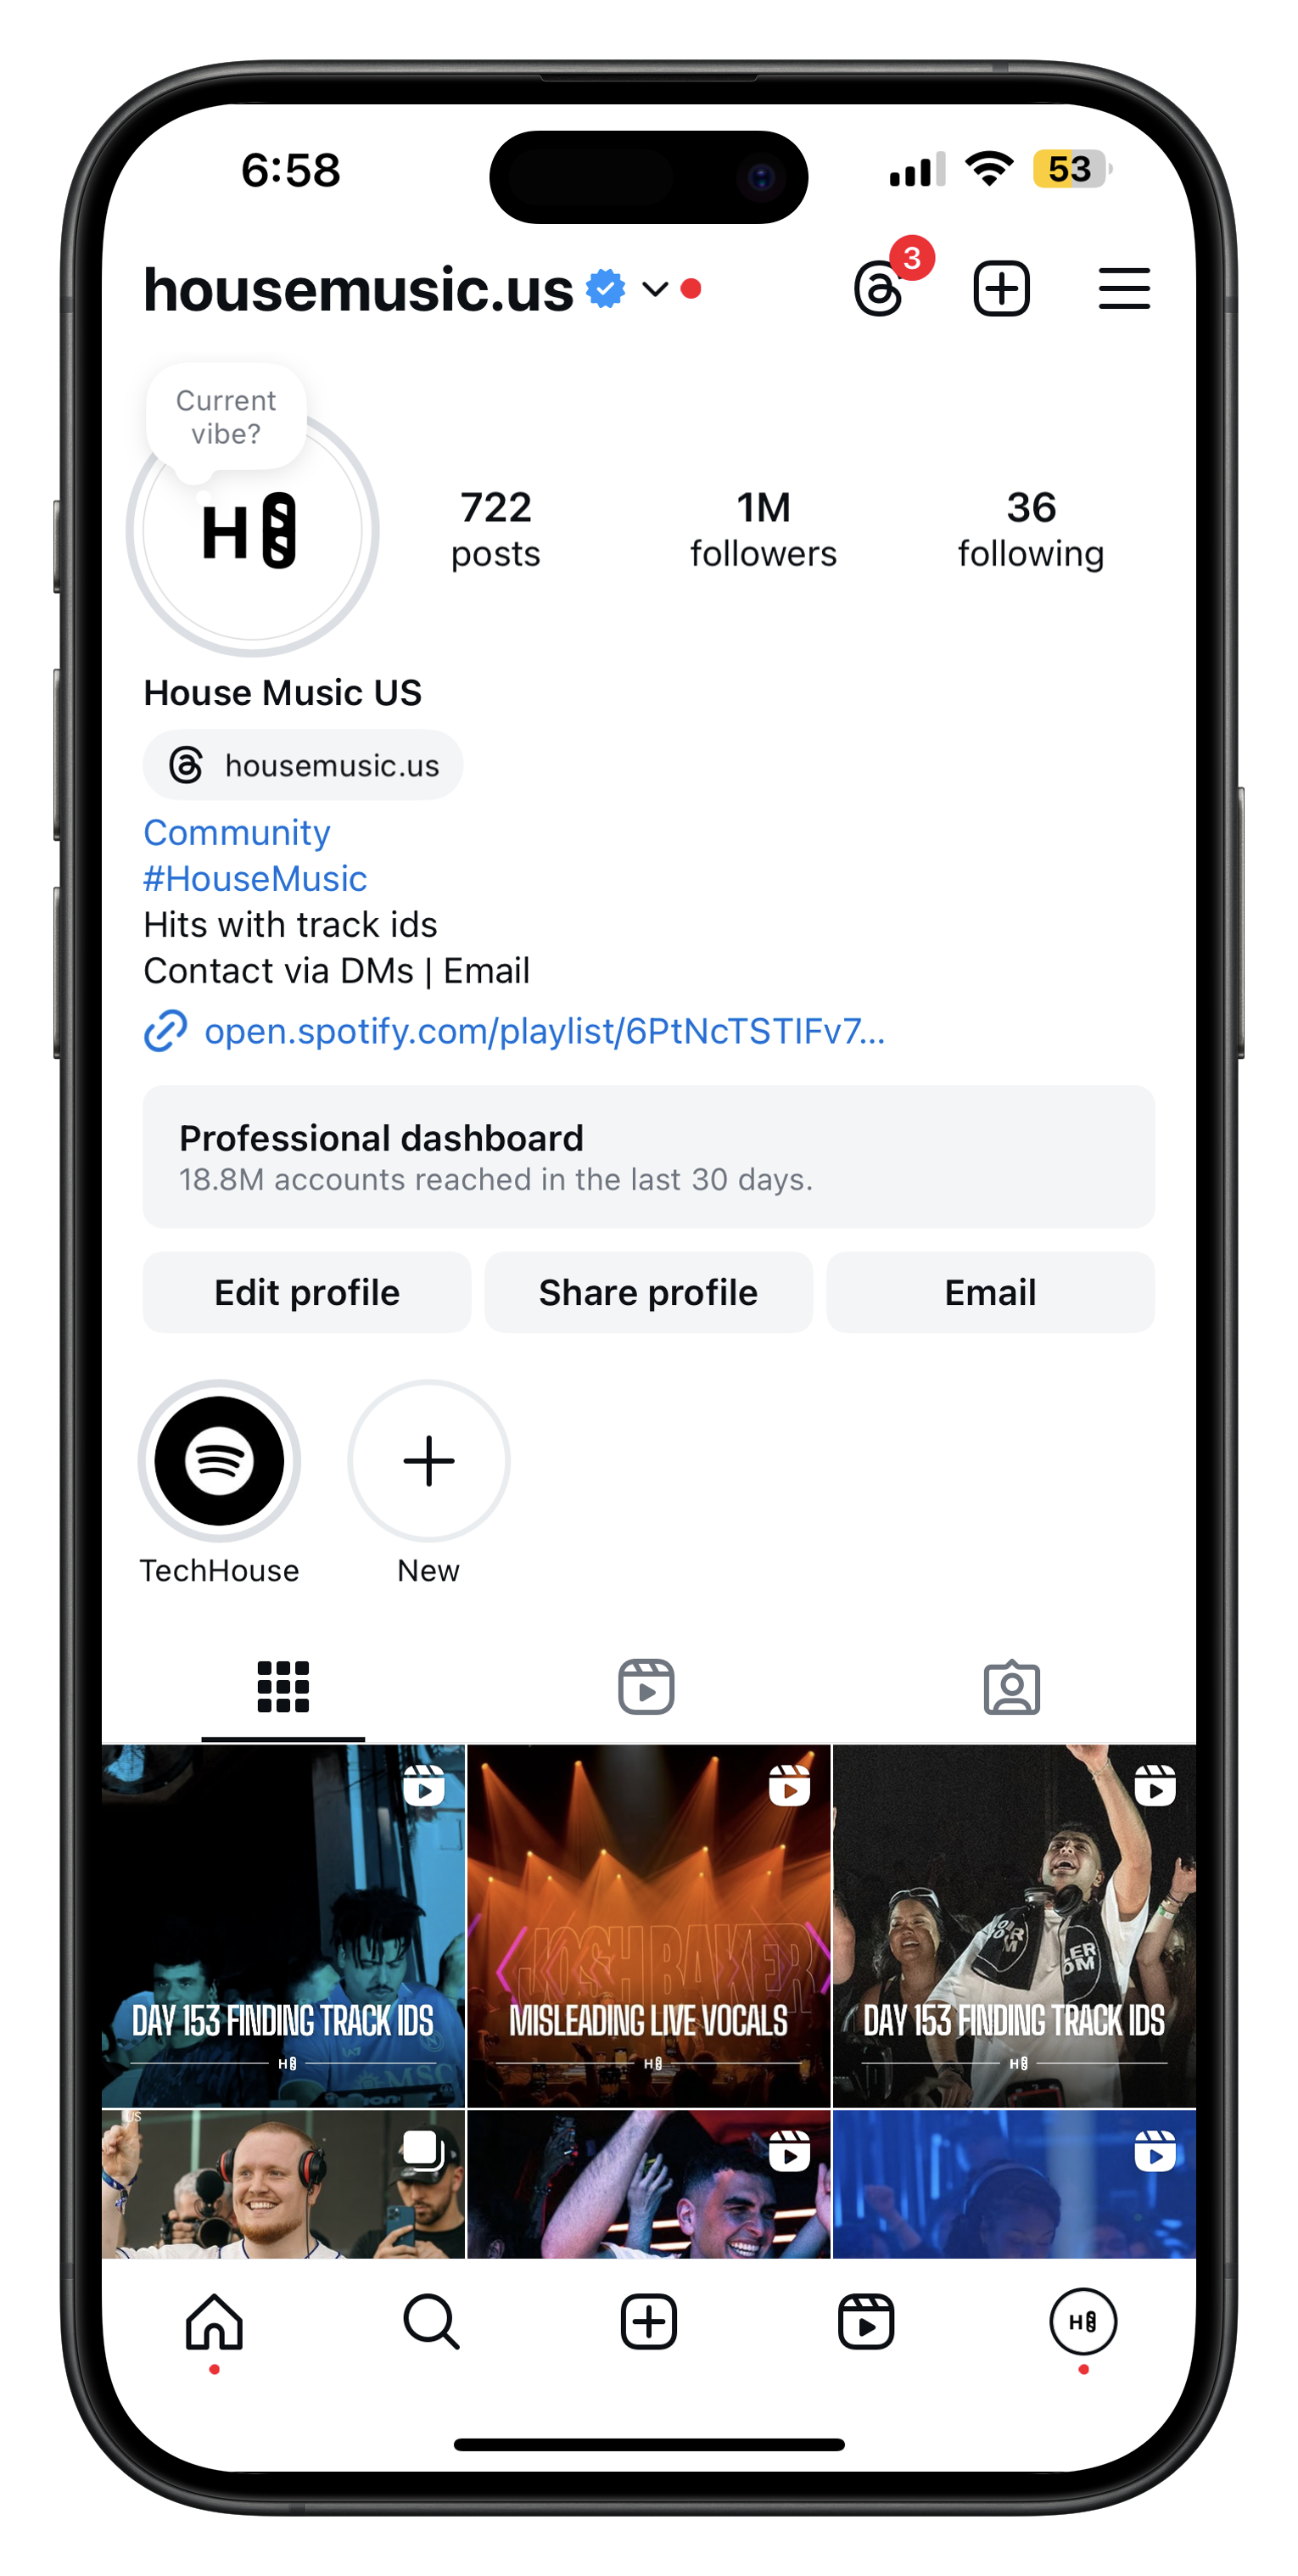 6:58
53
housemusic.us
3
Current
vibe?
H
722
posts
1M
followers
36
following
House Music US
housemusic.us
Community
#HouseMusic
Hits with track ids
Contact via DMs | Email
open.spotify.com/playlist/6PtNcTSTIFv7...
Professional dashboard
18.8M accounts reached in the last 30 days.
Edit profile
Share profile
Email
TechHouse
New
JOSH BAKER
DAY 153 FINDING TRACK IDS
MISLEADING LIVE VOCALS
DAY 153 FINDING TRACK IDS
H
H
H
MSC
US
H